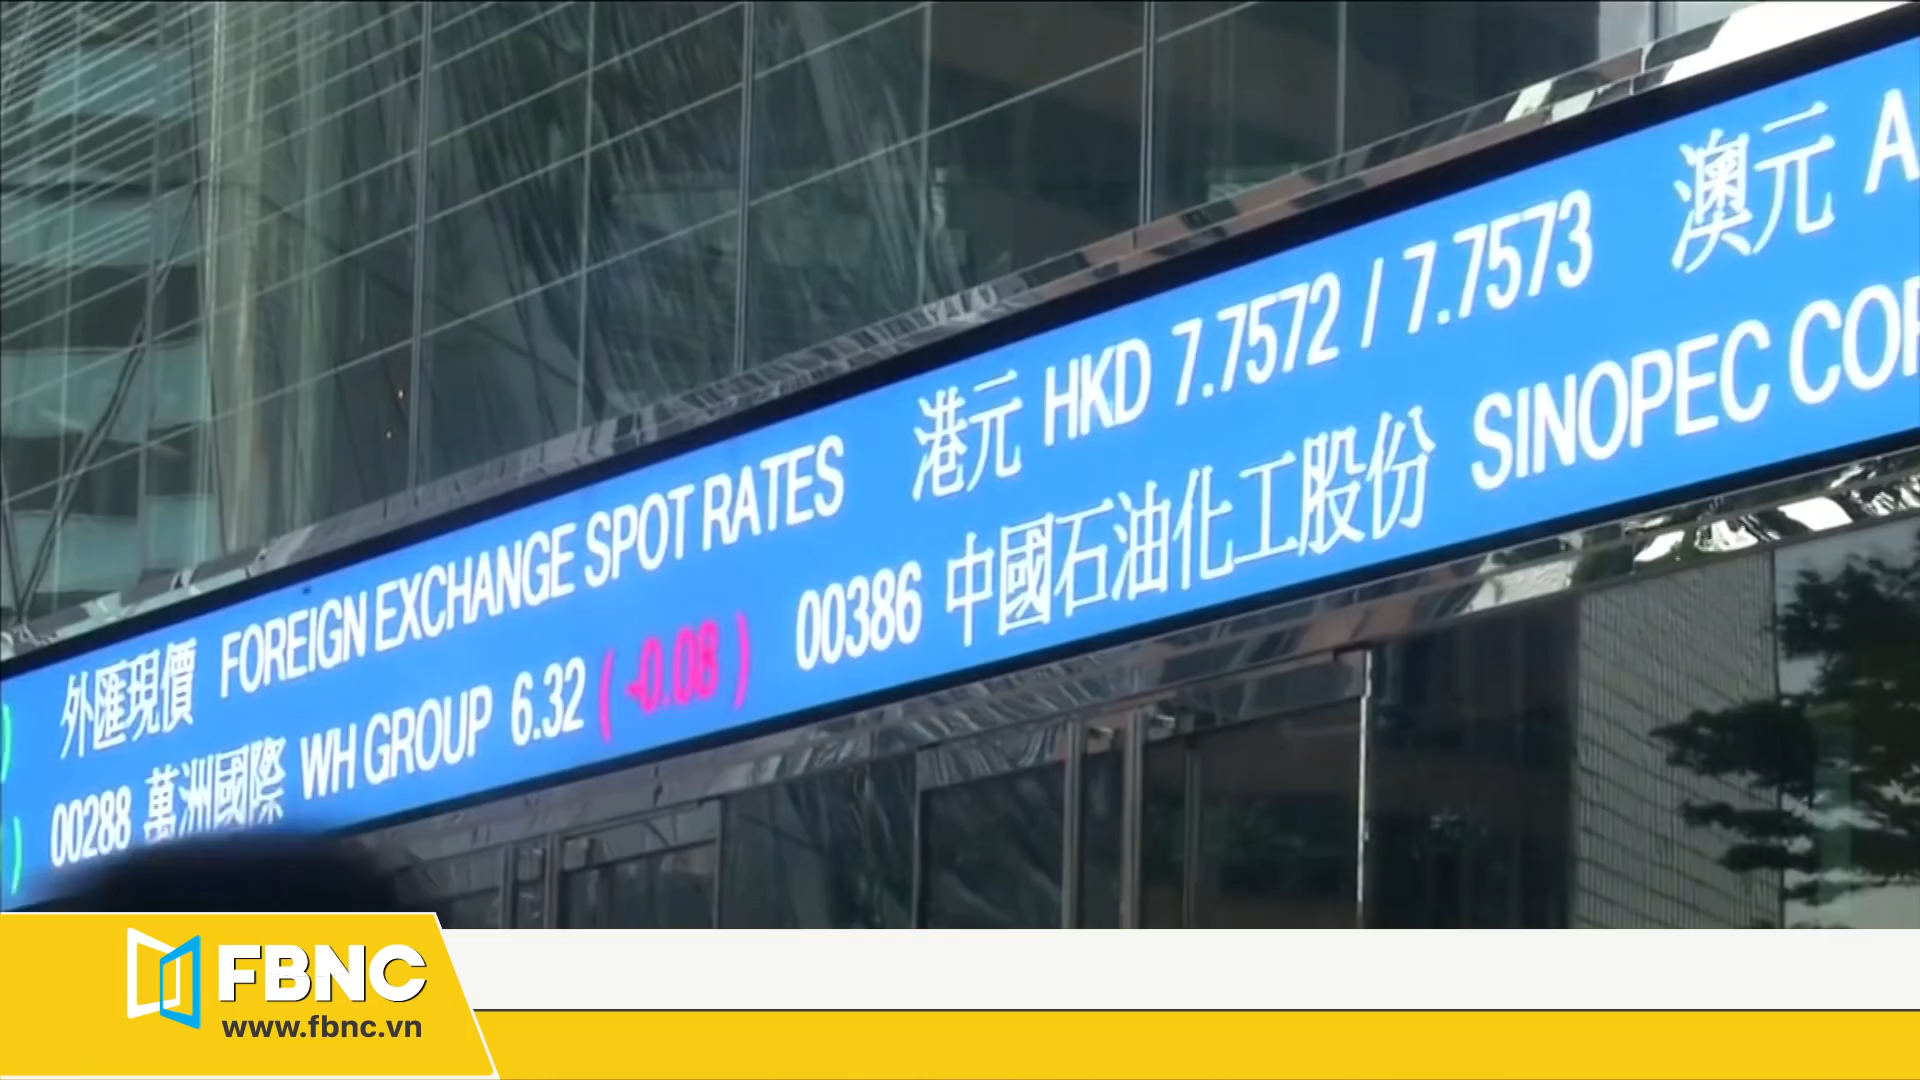 外匯現價 FOREIGN EXCHANGE SPOT RATES 港元 HKD 7.7572 / 7.7573 澳元 A
00288 萬洲國際 WH GROUP 6.32 (-0.08) 00386 中國石油化工股份 SINOPEC COR
FBNC
www.fbnc.vn